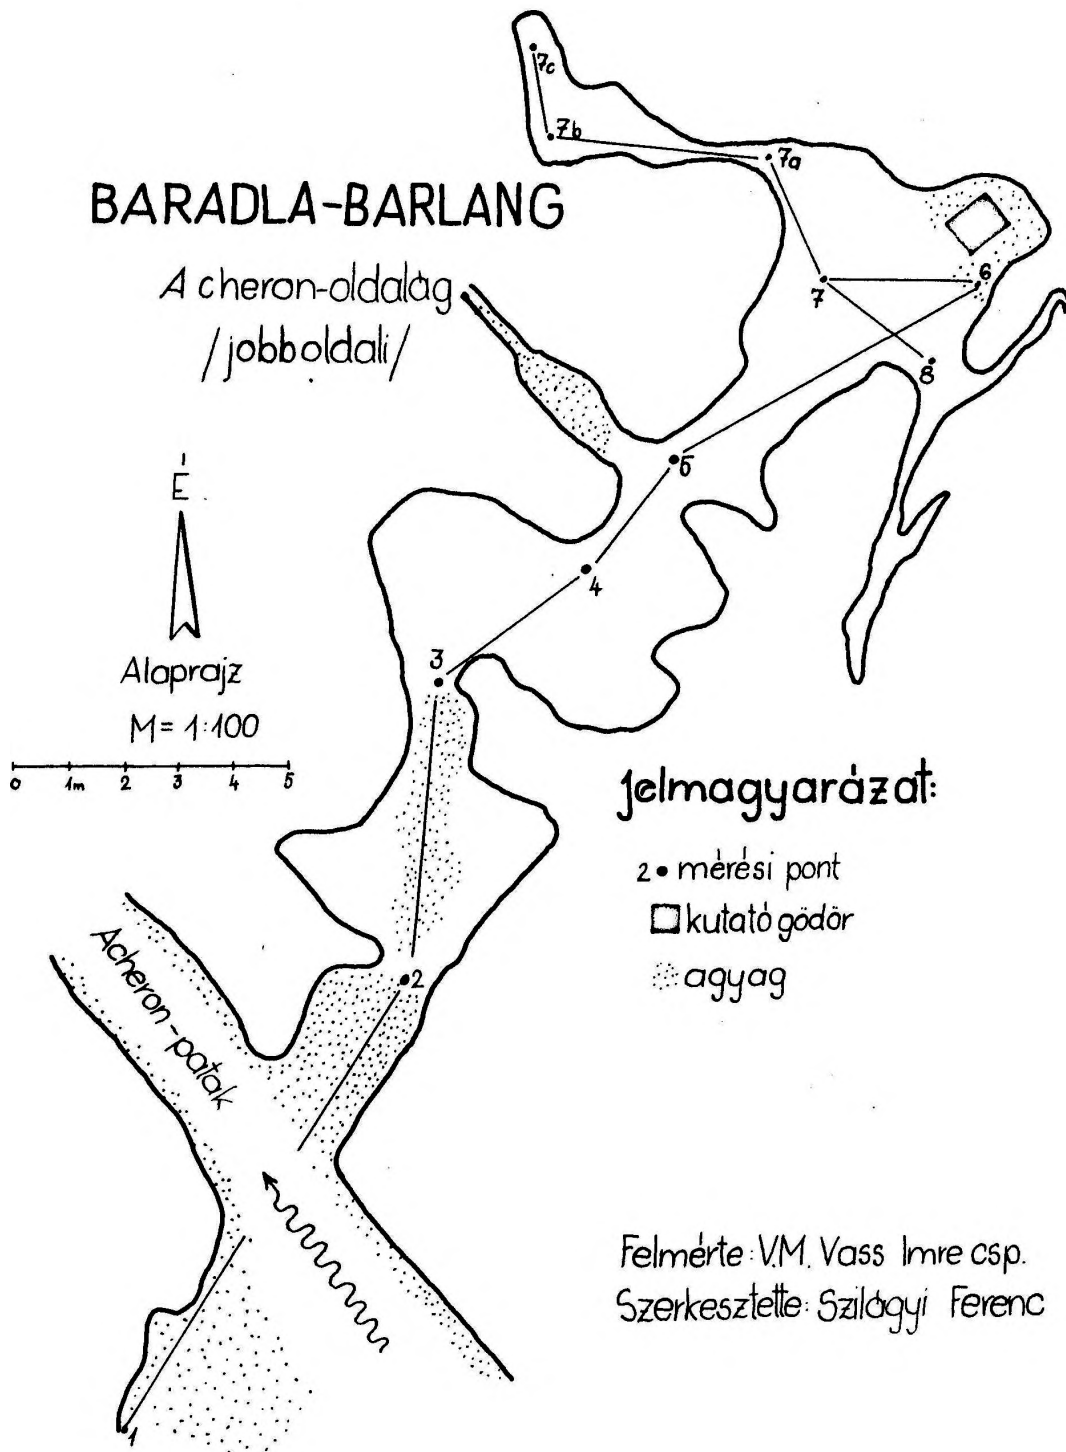 BARADLA-BARLANG
Acheron-oldalág
/jobboldali/
É
Alaprajz
M= 1:100
0 1m 2 3 4 5
7c
7b
7a
6
7
8
5
4
3
2
1
Acheron-patak
Jelmagyarázat:
2 • mérési pont
kutató gödör
agyag
Felmérte: V.M. Vass Imre csp.
Szerkesztette: Szilágyi Ferenc